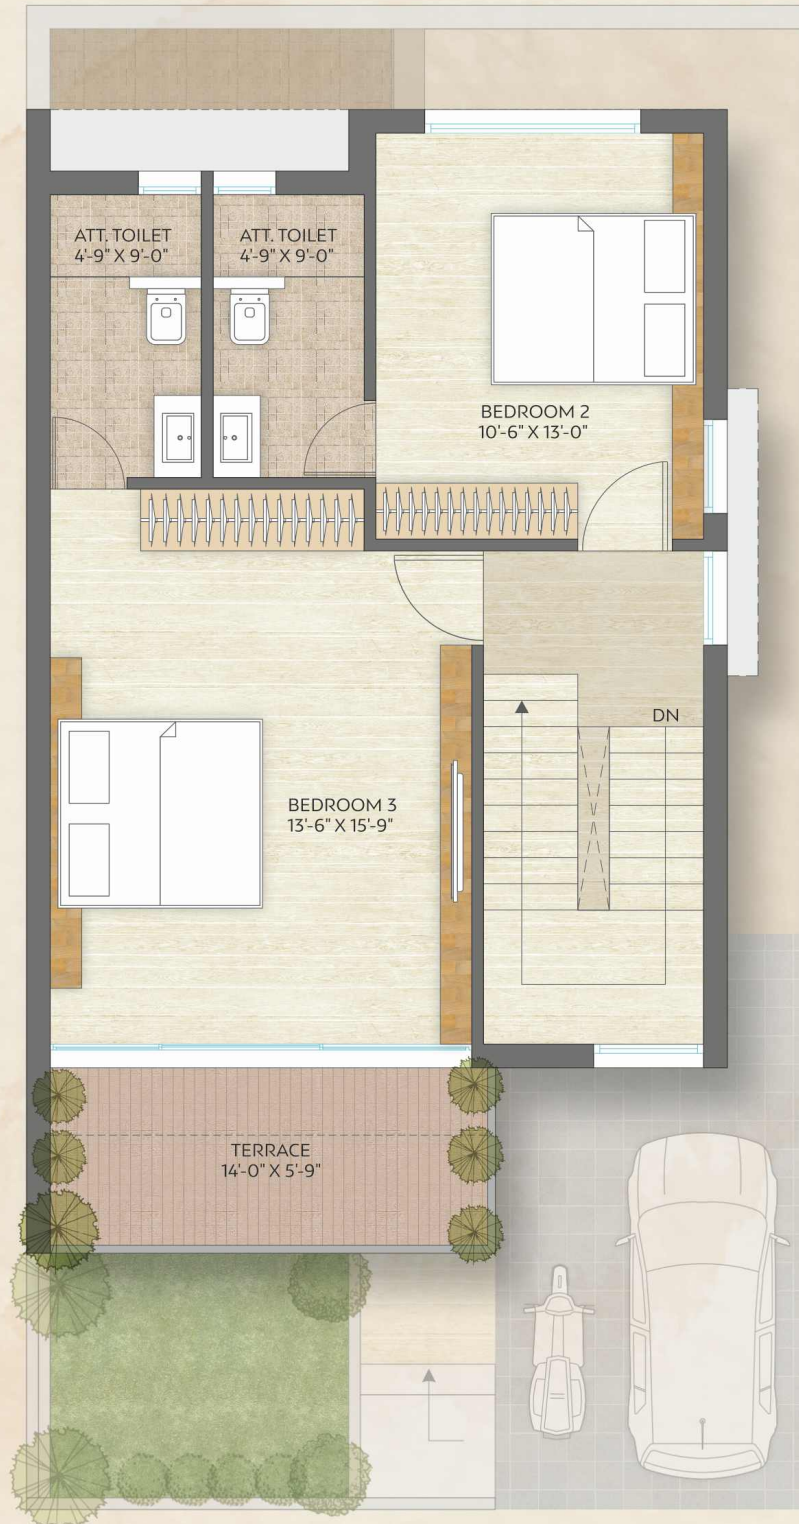 ATT. TOILET
4'-9" X 9'-0"
ATT. TOILET
4'-9" X 9'-0"
BEDROOM 2
10'-6" X 13'-0"
DN
BEDROOM 3
13'-6" X 15'-9"
TERRACE
14'-0" X 5'-9"